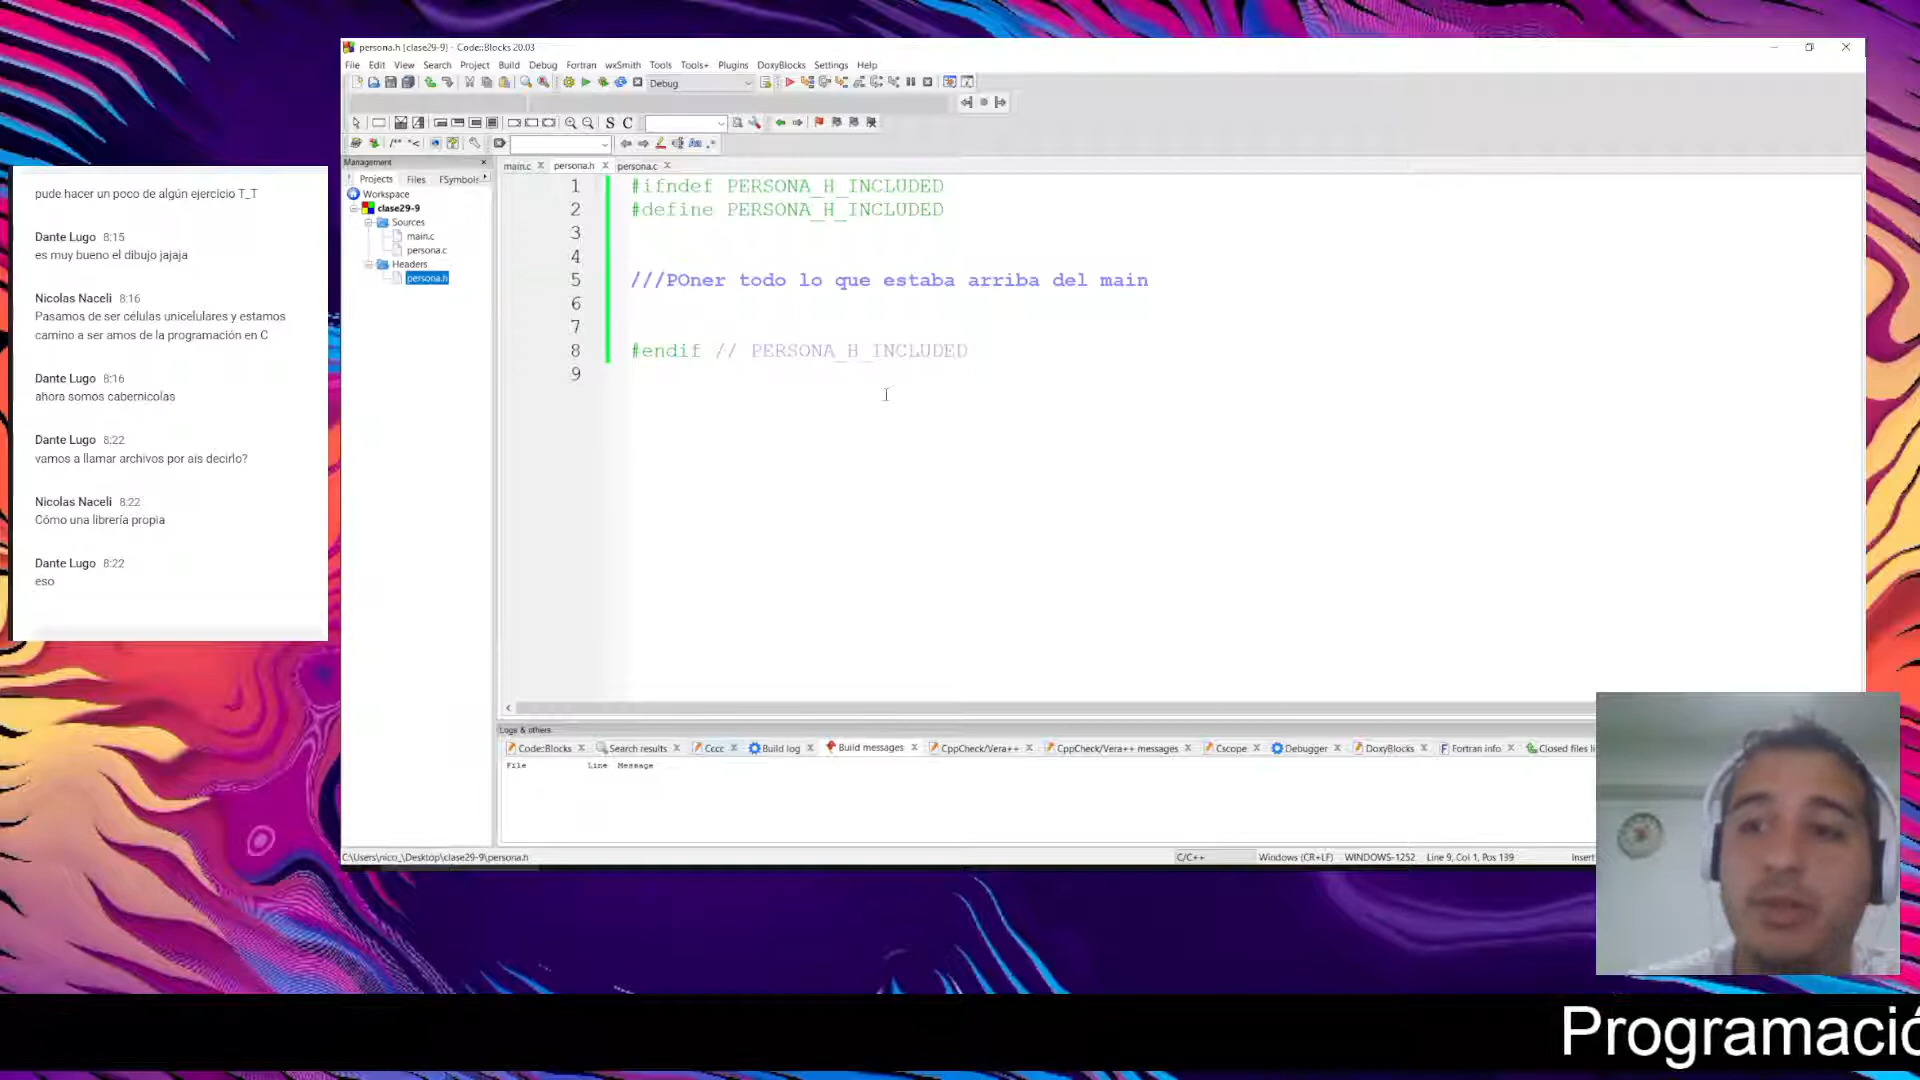 persona.h [clase29-9] - Code::Blocks 20.03
File Edit View Search Project Build Debug Fortran wxSmith Tools Tools+ Plugins DoxyBlocks Settings Help
Debug
S C
/** *<
Aa .*
Management
Projects Files FSymbols
Workspace
clase29-9
Sources
main.c
persona.c
Headers
persona.h
main.c persona.h persona.c
1 #ifndef PERSONA_H_INCLUDED
2 #define PERSONA_H_INCLUDED
3
4
5 ///POner todo lo que estaba arriba del main
6
7
8 #endif // PERSONA_H_INCLUDED
9
pude hacer un poco de algún ejercicio T_T
Dante Lugo 8:15
es muy bueno el dibujo jajaja
Nicolas Naceli 8:16
Pasamos de ser células unicelulares y estamos
camino a ser amos de la programación en C
Dante Lugo 8:16
ahora somos cabernicolas
Dante Lugo 8:22
vamos a llamar archivos por ais decirlo?
Nicolas Naceli 8:22
Cómo una librería propia
Dante Lugo 8:22
eso
Logs & others
Code::Blocks Search results Cccc Build log Build messages CppCheck/Vera++ CppCheck/Vera++ messages Cscope Debugger DoxyBlocks Fortran info Closed files li
File Line Message
C:\Users\nico_\Desktop\clase29-9\persona.h C/C++ Windows (CR+LF) WINDOWS-1252 Line 9, Col 1, Pos 139 Insert
Programació